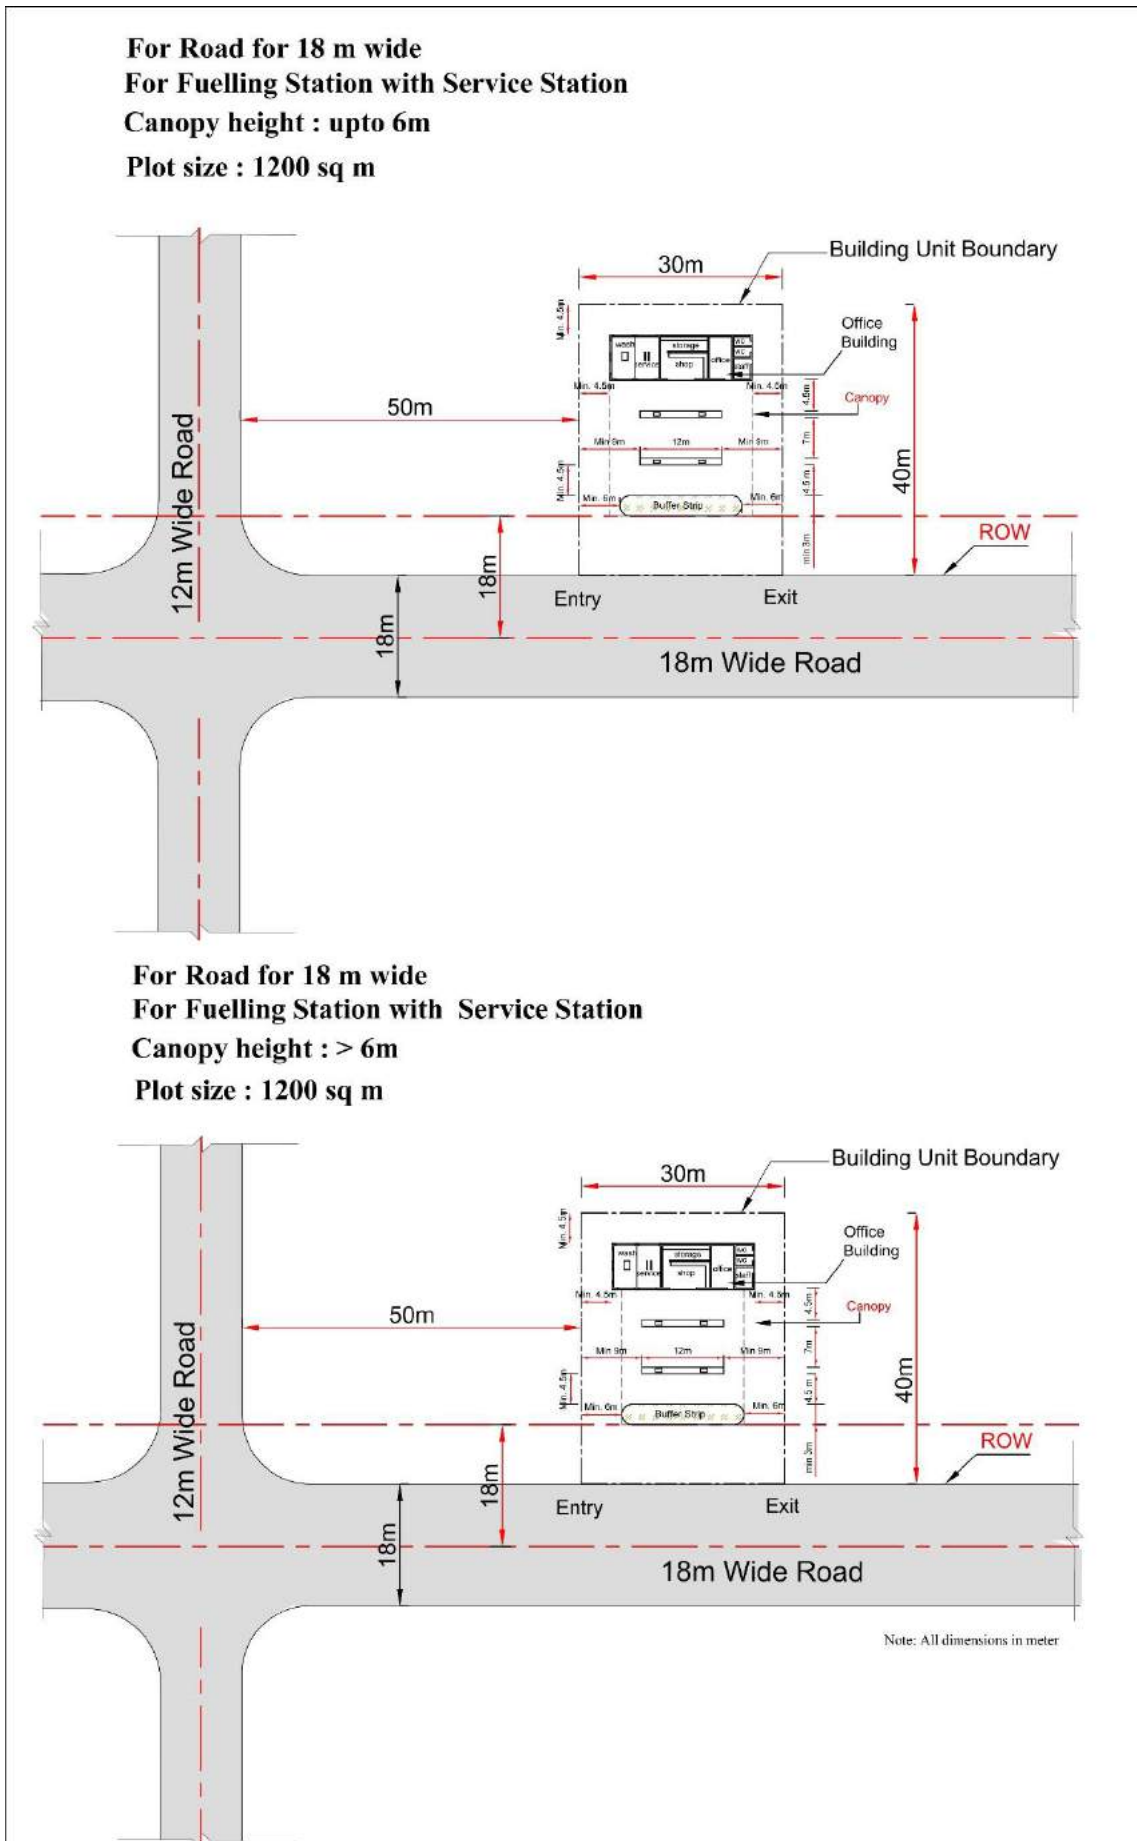 For Road for 18 m wide
For Fuelling Station with Service Station
Canopy height : upto 6m
Plot size : 1200 sq m
Building Unit Boundary
30m
Min. 4.5m
Office
Building
wash
service
storage
shop
office
WC
WC
staff
Min. 4.5m
Min. 4.5m
4.5m
Canopy
50m
7m
Min 9m
12m
Min 9m
40m
Min. 4.5m
4.5 m
Min. 6m
Buffer Strip
Min. 6m
12m Wide Road
min 3m
ROW
18m
Entry
Exit
18m
18m Wide Road
For Road for 18 m wide
For Fuelling Station with Service Station
Canopy height : > 6m
Plot size : 1200 sq m
Building Unit Boundary
30m
Min. 4.5m
Office
Building
wash
service
storage
shop
office
WC
WC
staff
Min. 4.5m
Min. 4.5m
4.5m
Canopy
50m
7m
Min 9m
12m
Min 9m
40m
Min. 4.5m
4.5 m
Min. 6m
Buffer Strip
Min. 6m
12m Wide Road
min 3m
ROW
18m
Entry
Exit
18m
18m Wide Road
Note: All dimensions in meter